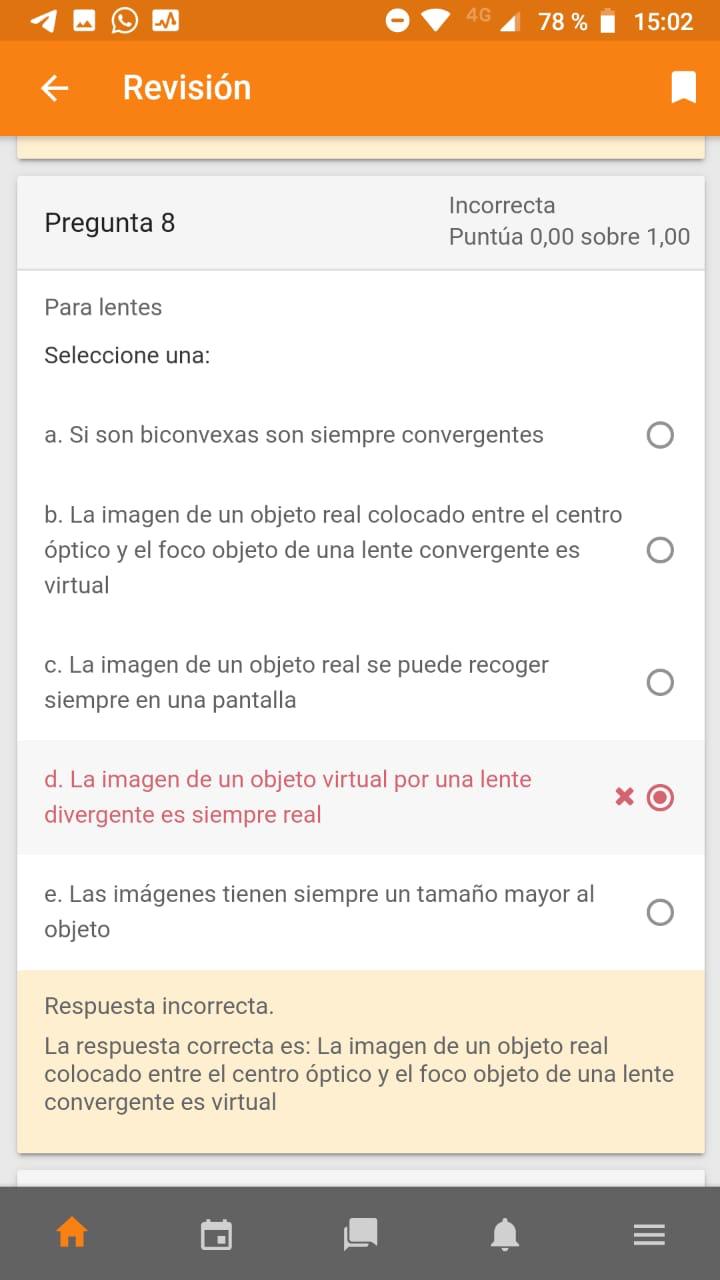 4G 78 % 15:02
Revisión
Pregunta 8
Incorrecta
Puntúa 0,00 sobre 1,00
Para lentes
Seleccione una:
a. Si son biconvexas son siempre convergentes
b. La imagen de un objeto real colocado entre el centro
óptico y el foco objeto de una lente convergente es
virtual
c. La imagen de un objeto real se puede recoger
siempre en una pantalla
d. La imagen de un objeto virtual por una lente
divergente es siempre real
e. Las imágenes tienen siempre un tamaño mayor al
objeto
Respuesta incorrecta.
La respuesta correcta es: La imagen de un objeto real
colocado entre el centro óptico y el foco objeto de una lente
convergente es virtual